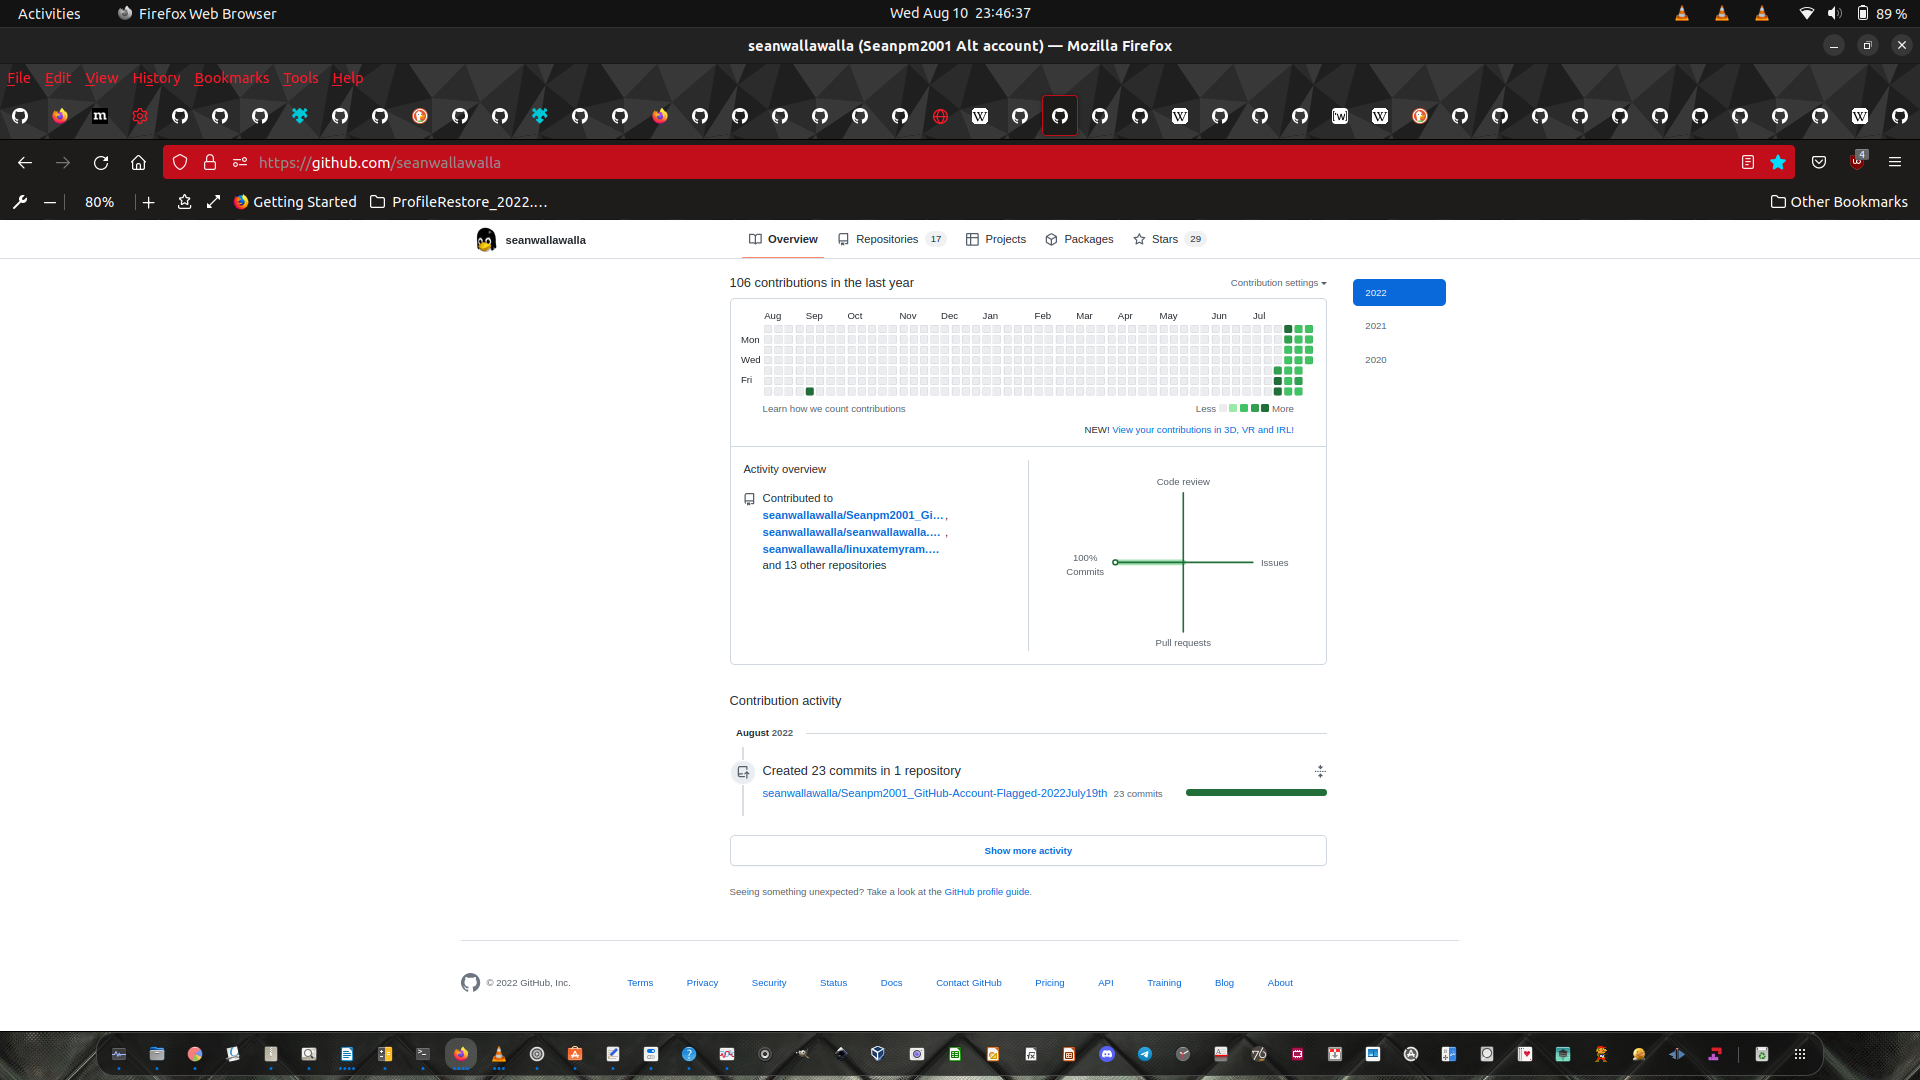 Activities
Firefox Web Browser
Wed Aug 10 23:46:37
89 %
seanwallawalla (Seanpm2001 Alt account) — Mozilla Firefox
File Edit View History Bookmarks Tools Help
https://github.com/seanwallawalla
4
80%
Getting Started
ProfileRestore_2022....
Other Bookmarks
seanwallawalla
Overview
Repositories 17
Projects
Packages
Stars 29
106 contributions in the last year
Contribution settings
2022
2021
2020
Aug Sep Oct Nov Dec Jan Feb Mar Apr May Jun Jul
Mon
Wed
Fri
Learn how we count contributions
Less
More
NEW! View your contributions in 3D, VR and IRL!
Activity overview
Contributed to
seanwallawalla/Seanpm2001_Gi... ,
seanwallawalla/seanwallawalla.... ,
seanwallawalla/linuxatemyram....
and 13 other repositories
Code review
100%
Commits
Issues
Pull requests
Contribution activity
August 2022
Created 23 commits in 1 repository
seanwallawalla/Seanpm2001_GitHub-Account-Flagged-2022July19th 23 commits
Show more activity
Seeing something unexpected? Take a look at the GitHub profile guide.
© 2022 GitHub, Inc.
Terms
Privacy
Security
Status
Docs
Contact GitHub
Pricing
API
Training
Blog
About